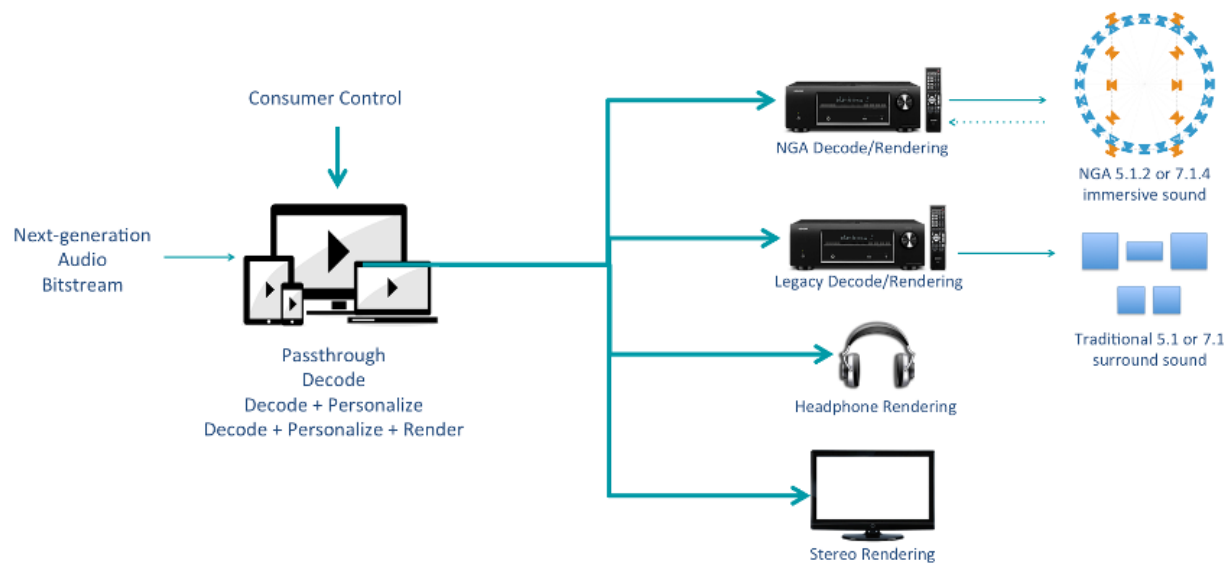 Consumer Control
Next-generation
Audio
Bitstream
Passthrough
Decode
Decode + Personalize
Decode + Personalize + Render
NGA Decode/Rendering
NGA 5.1.2 or 7.1.4
immersive sound
Legacy Decode/Rendering
Traditional 5.1 or 7.1
surround sound
Headphone Rendering
Stereo Rendering